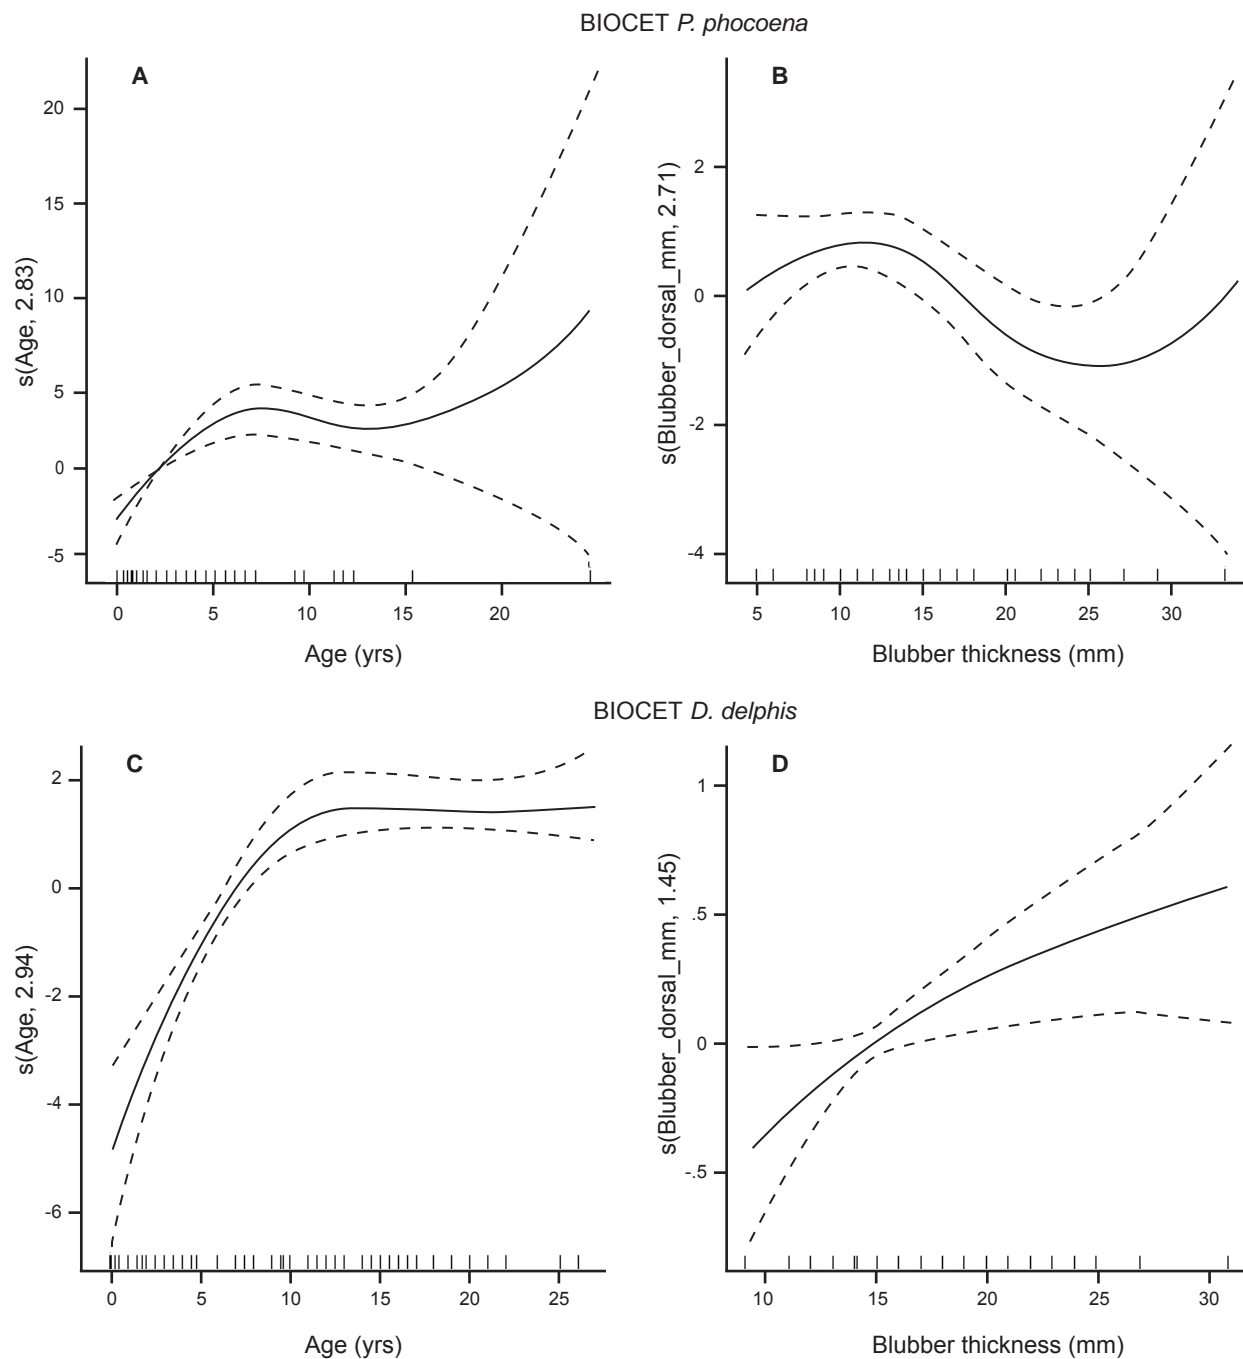 BIOCET P. phocoena
A
s(Age, 2.83)
20
15
10
5
0
-5
0 5 10 15 20
Age (yrs)
B
s(Blubber_dorsal_mm, 2.71)
2
0
-2
-4
5 10 15 20 25 30
Blubber thickness (mm)
BIOCET D. delphis
C
s(Age, 2.94)
2
0
-2
-4
-6
0 5 10 15 20 25
Age (yrs)
D
s(Blubber_dorsal_mm, 1.45)
1
.5
0
-.5
10 15 20 25 30
Blubber thickness (mm)